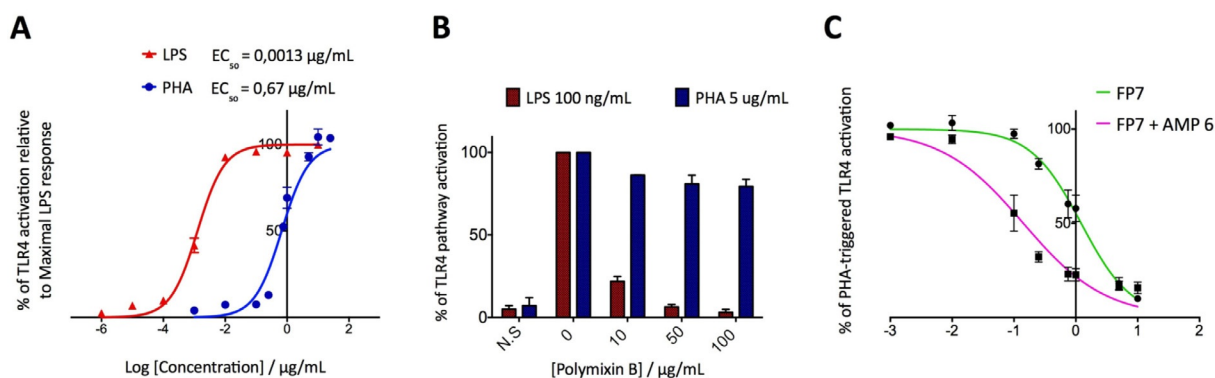 A
LPS EC50 = 0,0013 µg/mL
PHA EC50 = 0,67 µg/mL
% of TLR4 activation relative
to Maximal LPS response
100
50
-6 -4 -2 0 2
Log [Concentration] / µg/mL
B
LPS 100 ng/mL PHA 5 ug/mL
% of TLR4 pathway activation
100
50
0
N.S 0 10 50 100
[Polymixin B] / µg/mL
C
FP7
FP7 + AMP 6
% of PHA-triggered TLR4 activation
100
50
-3 -2 -1 0 1